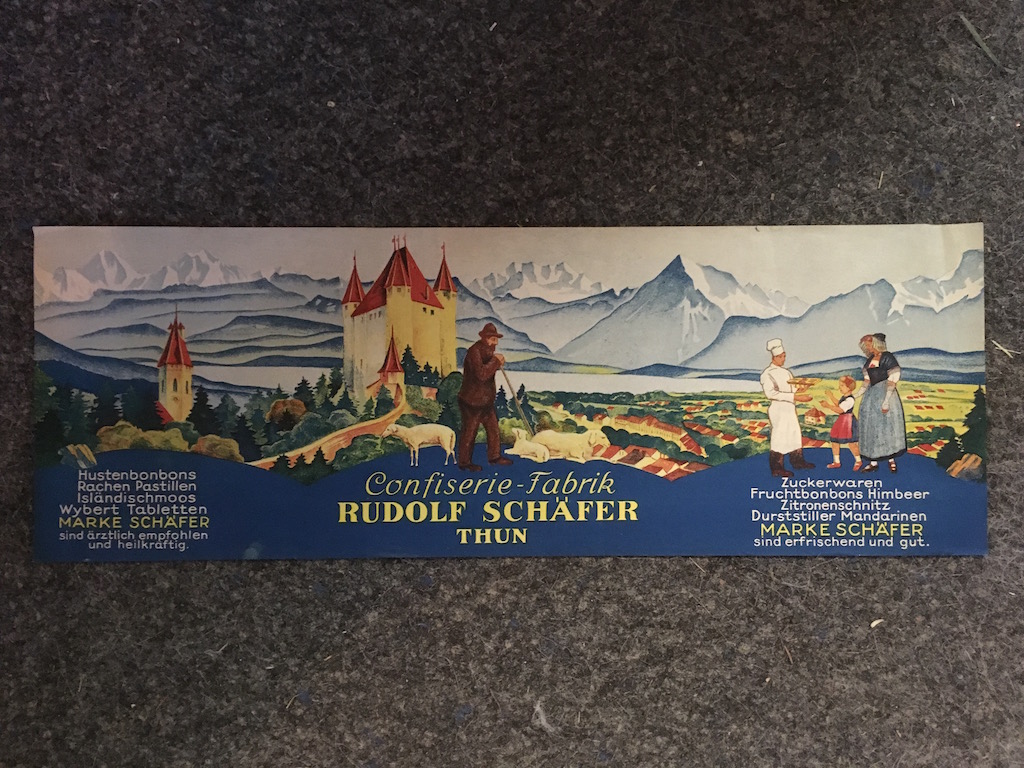 Hustenbonbons
Rachen Pastillen
Isländischmoos
Wybert Tabletten
MARKE SCHÄFER
sind ärztlich empfohlen
und heilkräftig.
Confiserie-Fabrik
RUDOLF SCHÄFER
THUN
Zuckerwaren
Fruchtbonbons Himbeer
Zitronenschnitz
Durststiller Mandarinen
MARKE SCHÄFER
sind erfrischend und gut.